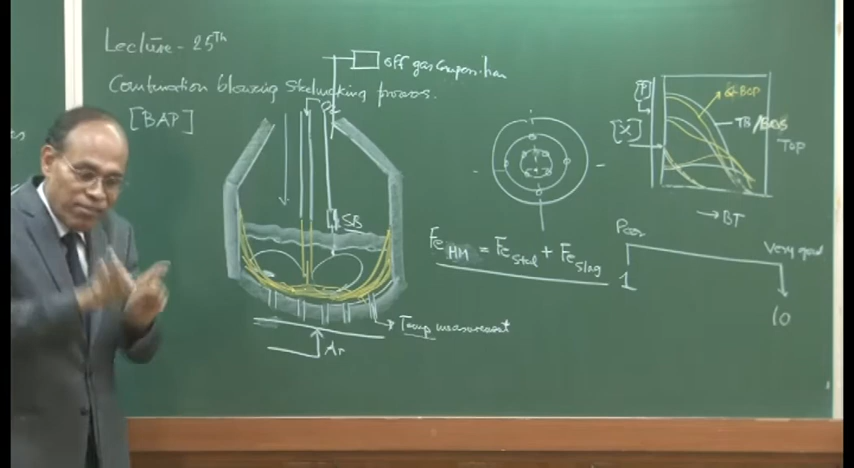 Lecture - 25Th
Combination blowing Steelmaking process.
[BAP]
off gas Composition
O2
SB
Temp measurement
Ar
FeHM = FeSteel + FeSlag
[P]
[X]
TB/BOS
TOP
→ BT
Poor
Very good
1
10